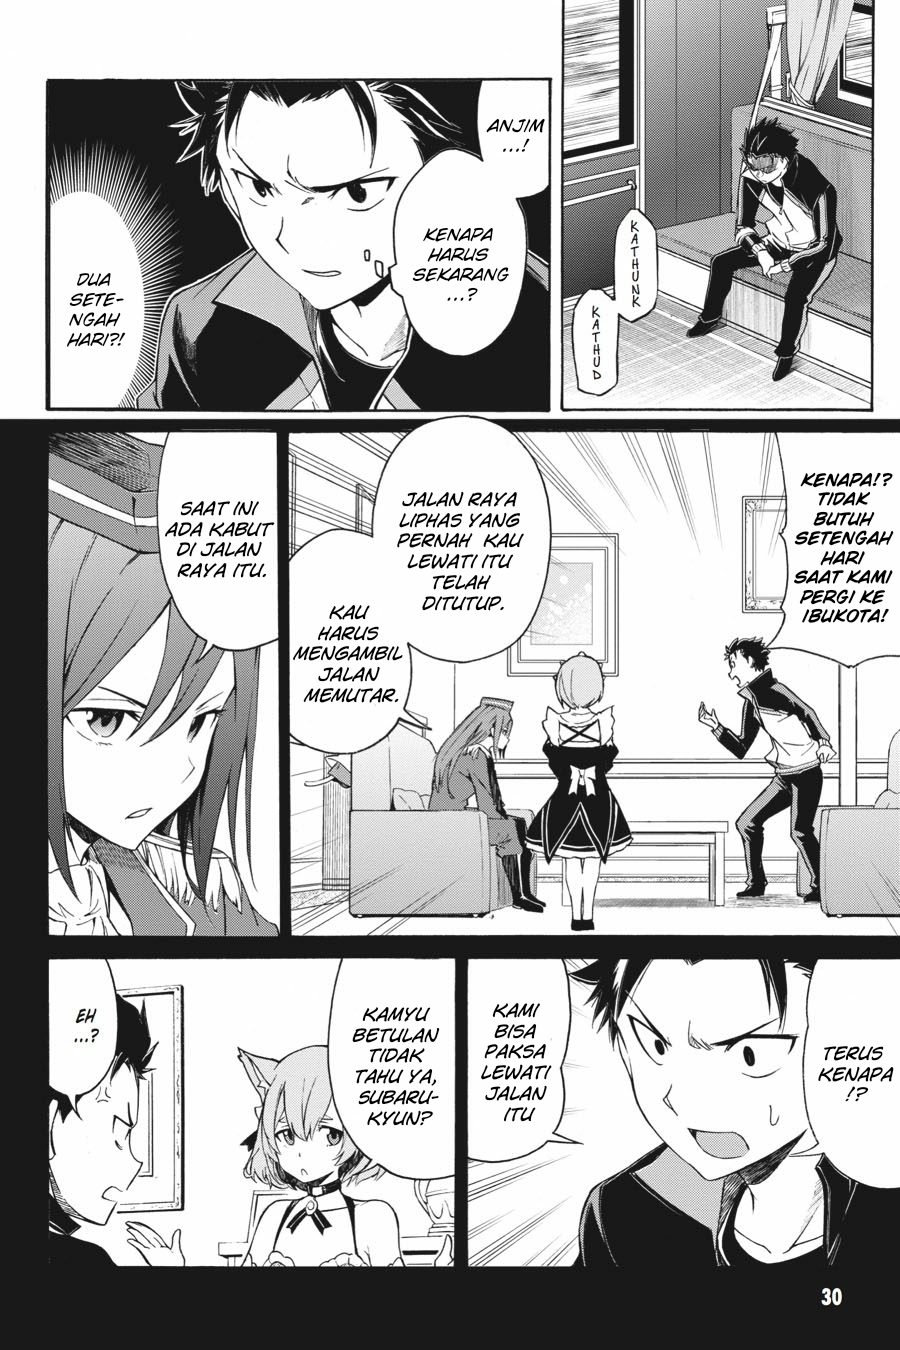 KATHUNK
KATHUD
ANJIM
...!
KENAPA
HARUS
SEKARANG
...?
DUA
SETE-
NGAH
HARI?!
KENAPA!?
TIDAK
BUTUH
SETENGAH
HARI
SAAT KAMI
PERGI KE
IBUKOTA!
JALAN RAYA
LIPHAS YANG
PERNAH KAU
LEWATI ITU
TELAH
DITUTUP.
KAU
HARUS
MENGAMBIL
JALAN
MEMUTAR.
SAAT INI
ADA KABUT
DI JALAN
RAYA ITU.
TERUS
KENAPA
!?
KAMI
BISA
PAKSA
LEWATI
JALAN
ITU
KAMYU
BETULAN
TIDAK
TAHU YA,
SUBARU-
KYUN?
EH
...?
30